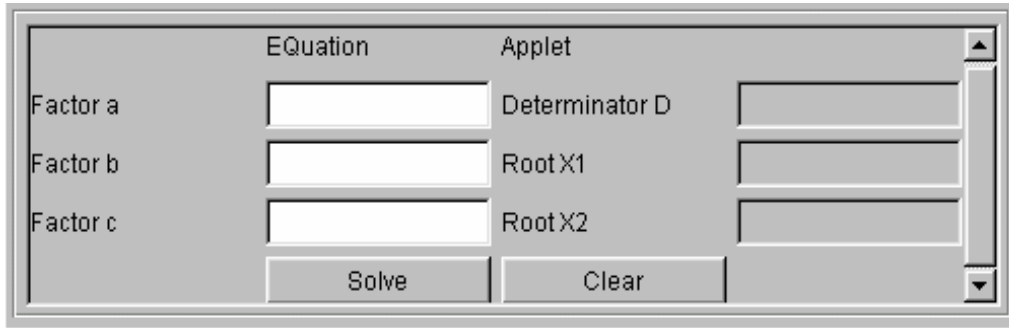 EQuation Applet
Factor a Determinator D
Factor b Root X1
Factor c Root X2
Solve Clear